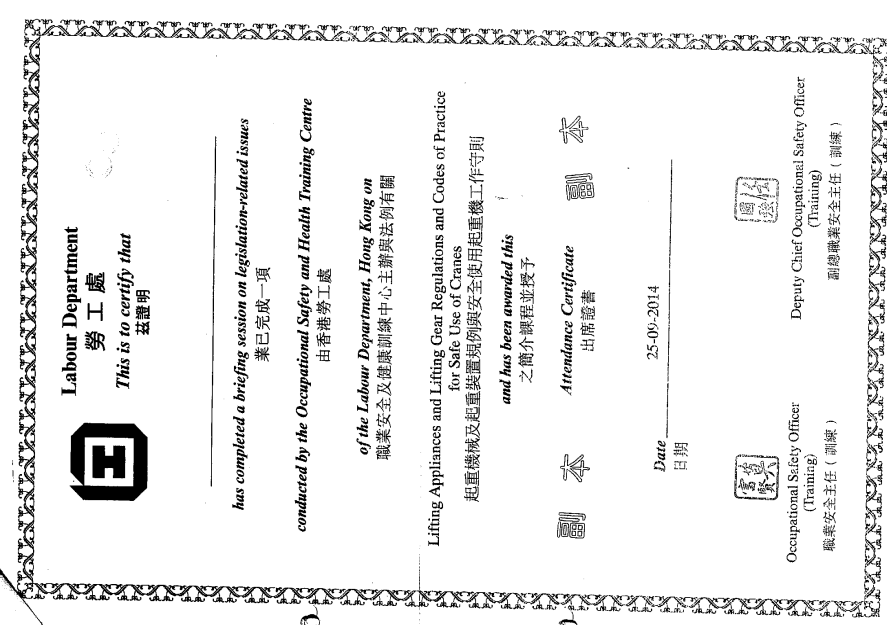 Labour Department
勞工處
This is to certify that
茲證明
has completed a briefing session on legislation-related issues
業已完成一項
conducted by the Occupational Safety and Health Training Centre
由香港勞工處
of the Labour Department, Hong Kong on
職業安全及健康訓練中心主辦與法例有關
Lifting Appliances and Lifting Gear Regulations and Codes of Practice
for Safe Use of Cranes
起重機械及起重裝置規例與安全使用起重機工作守則
and has been awarded this
之簡介課程並授予
副本 Attendance Certificate 副本
出席證書
Date 25-09-2014
日期
Occupational Safety Officer
(Training)
職業安全主任 ( 訓練 )
Deputy Chief Occupational Safety Officer
(Training)
副總職業安全主任 ( 訓練 )